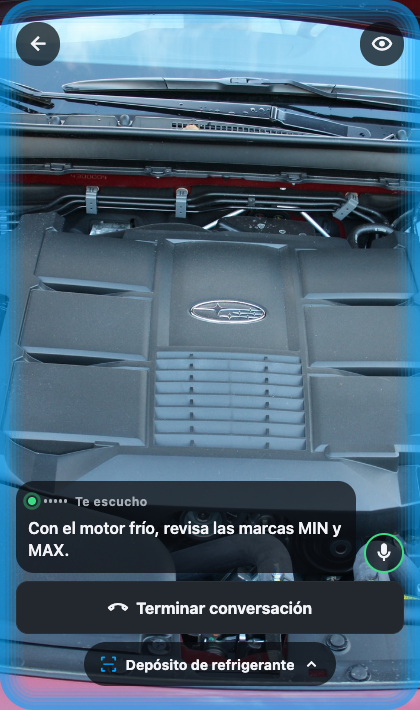 Te escucho
Con el motor frío, revisa las marcas MIN y
MAX.
Terminar conversación
Depósito de refrigerante